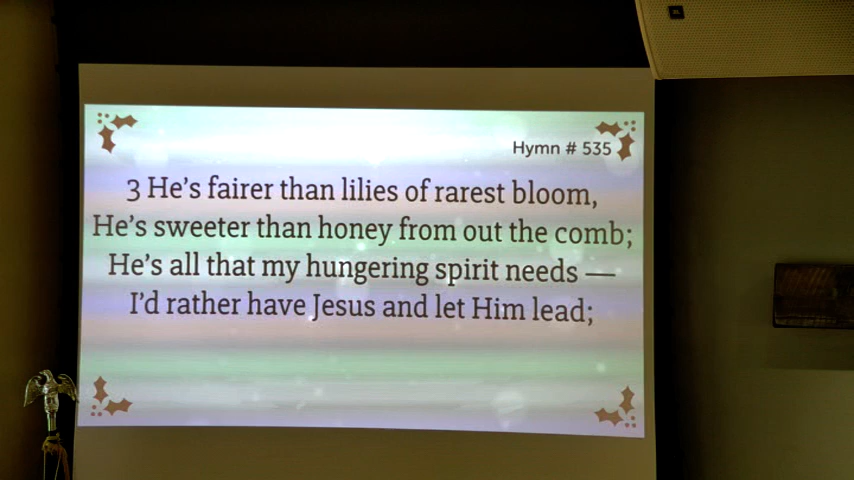 Hymn # 535
3 He's fairer than lilies of rarest bloom,
He's sweeter than honey from out the comb;
He's all that my hungering spirit needs —
I'd rather have Jesus and let Him lead;